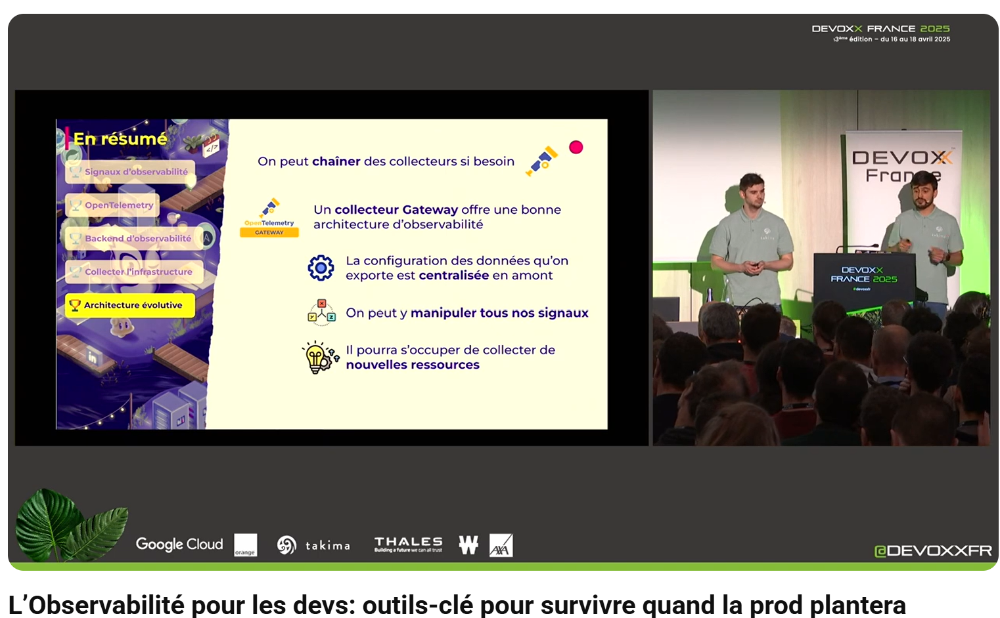 DEVOXX FRANCE 2025
13ème édition – du 16 au 18 avril 2025
En résumé
Signaux d'observabilité
OpenTelemetry
Backend d'observabilité
Collecter l'infrastructure
Architecture évolutive
in
On peut chaîner des collecteurs si besoin
OpenTelemetry
GATEWAY
Un collecteur Gateway offre une bonne
architecture d'observabilité
La configuration des données qu'on
exporte est centralisée en amont
X
Y
Z
On peut y manipuler tous nos signaux
Il pourra s'occuper de collecter de
nouvelles ressources
DEVOXX
France
takima
DEVOXX
FRANCE 2025
@devoxxfr
Google Cloud
orange
takima
THALES
Building a future we can all trust
W
AXA
@DEVOXXFR
L'Observabilité pour les devs: outils-clé pour survivre quand la prod plantera